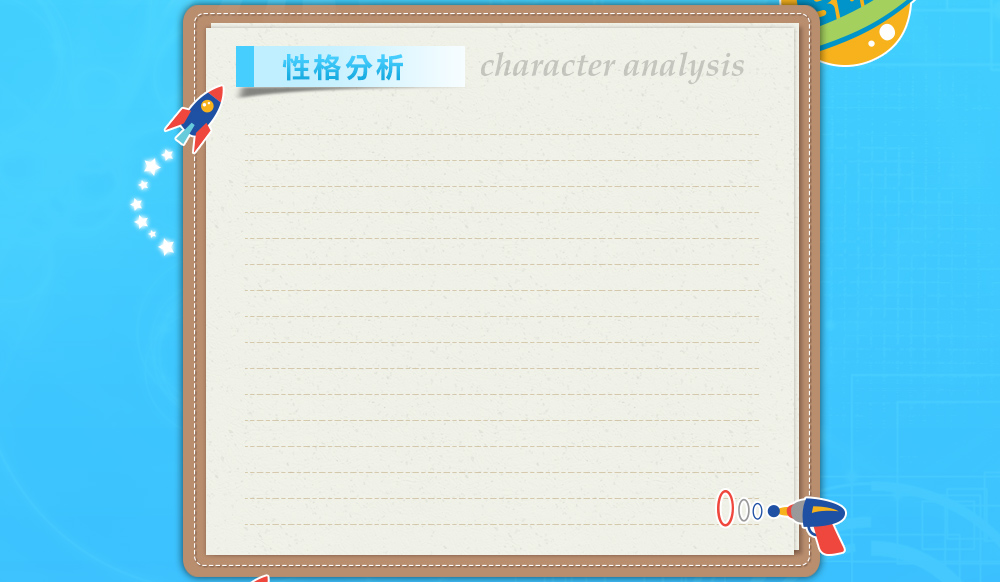 性格分析 character analysis